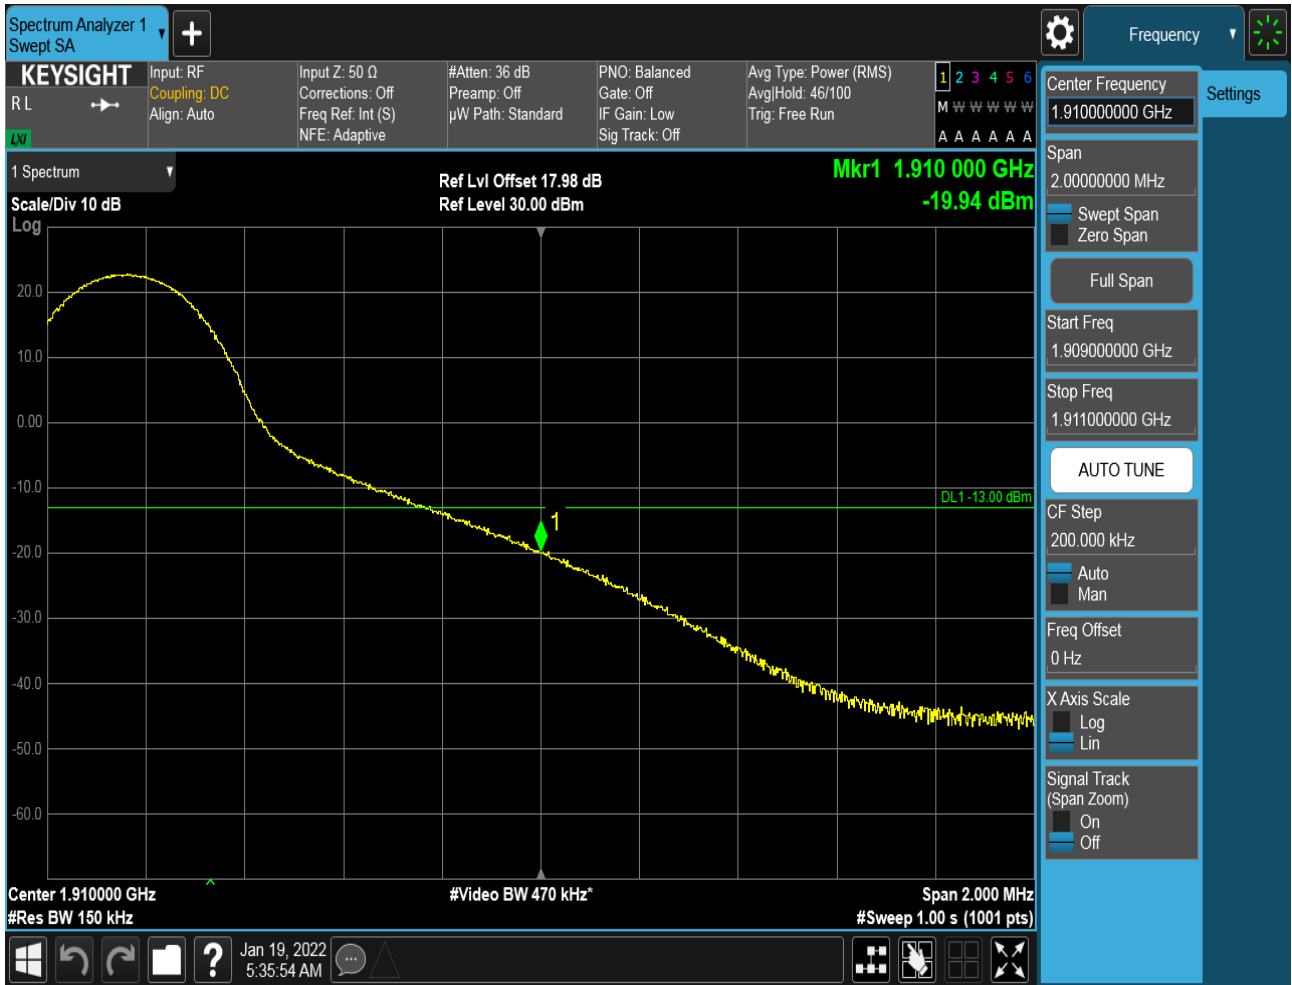 Spectrum Analyzer 1
Swept SA
Frequency
KEYSIGHT
R L
LXI
Input: RF
Coupling: DC
Align: Auto
Input Z: 50 Ω
Corrections: Off
Freq Ref: Int (S)
NFE: Adaptive
#Atten: 36 dB
Preamp: Off
µW Path: Standard
PNO: Balanced
Gate: Off
IF Gain: Low
Sig Track: Off
Avg Type: Power (RMS)
Avg|Hold: 46/100
Trig: Free Run
1 2 3 4 5 6
M W W W W W
A A A A A A
1 Spectrum
Scale/Div 10 dB
Log
Ref Lvl Offset 17.98 dB
Ref Level 30.00 dBm
Mkr1 1.910 000 GHz
-19.94 dBm
20.0
10.0
0.00
-10.0
-20.0
-30.0
-40.0
-50.0
-60.0
DL1 -13.00 dBm
1
Center 1.910000 GHz
#Res BW 150 kHz
#Video BW 470 kHz*
Span 2.000 MHz
#Sweep 1.00 s (1001 pts)
Jan 19, 2022
5:35:54 AM
?
Center Frequency
1.910000000 GHz
Settings
Span
2.00000000 MHz
Swept Span
Zero Span
Full Span
Start Freq
1.909000000 GHz
Stop Freq
1.911000000 GHz
AUTO TUNE
CF Step
200.000 kHz
Auto
Man
Freq Offset
0 Hz
X Axis Scale
Log
Lin
Signal Track
(Span Zoom)
On
Off